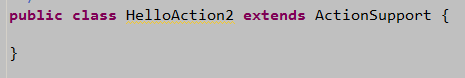 public class HelloAction2 extends ActionSupport {
}